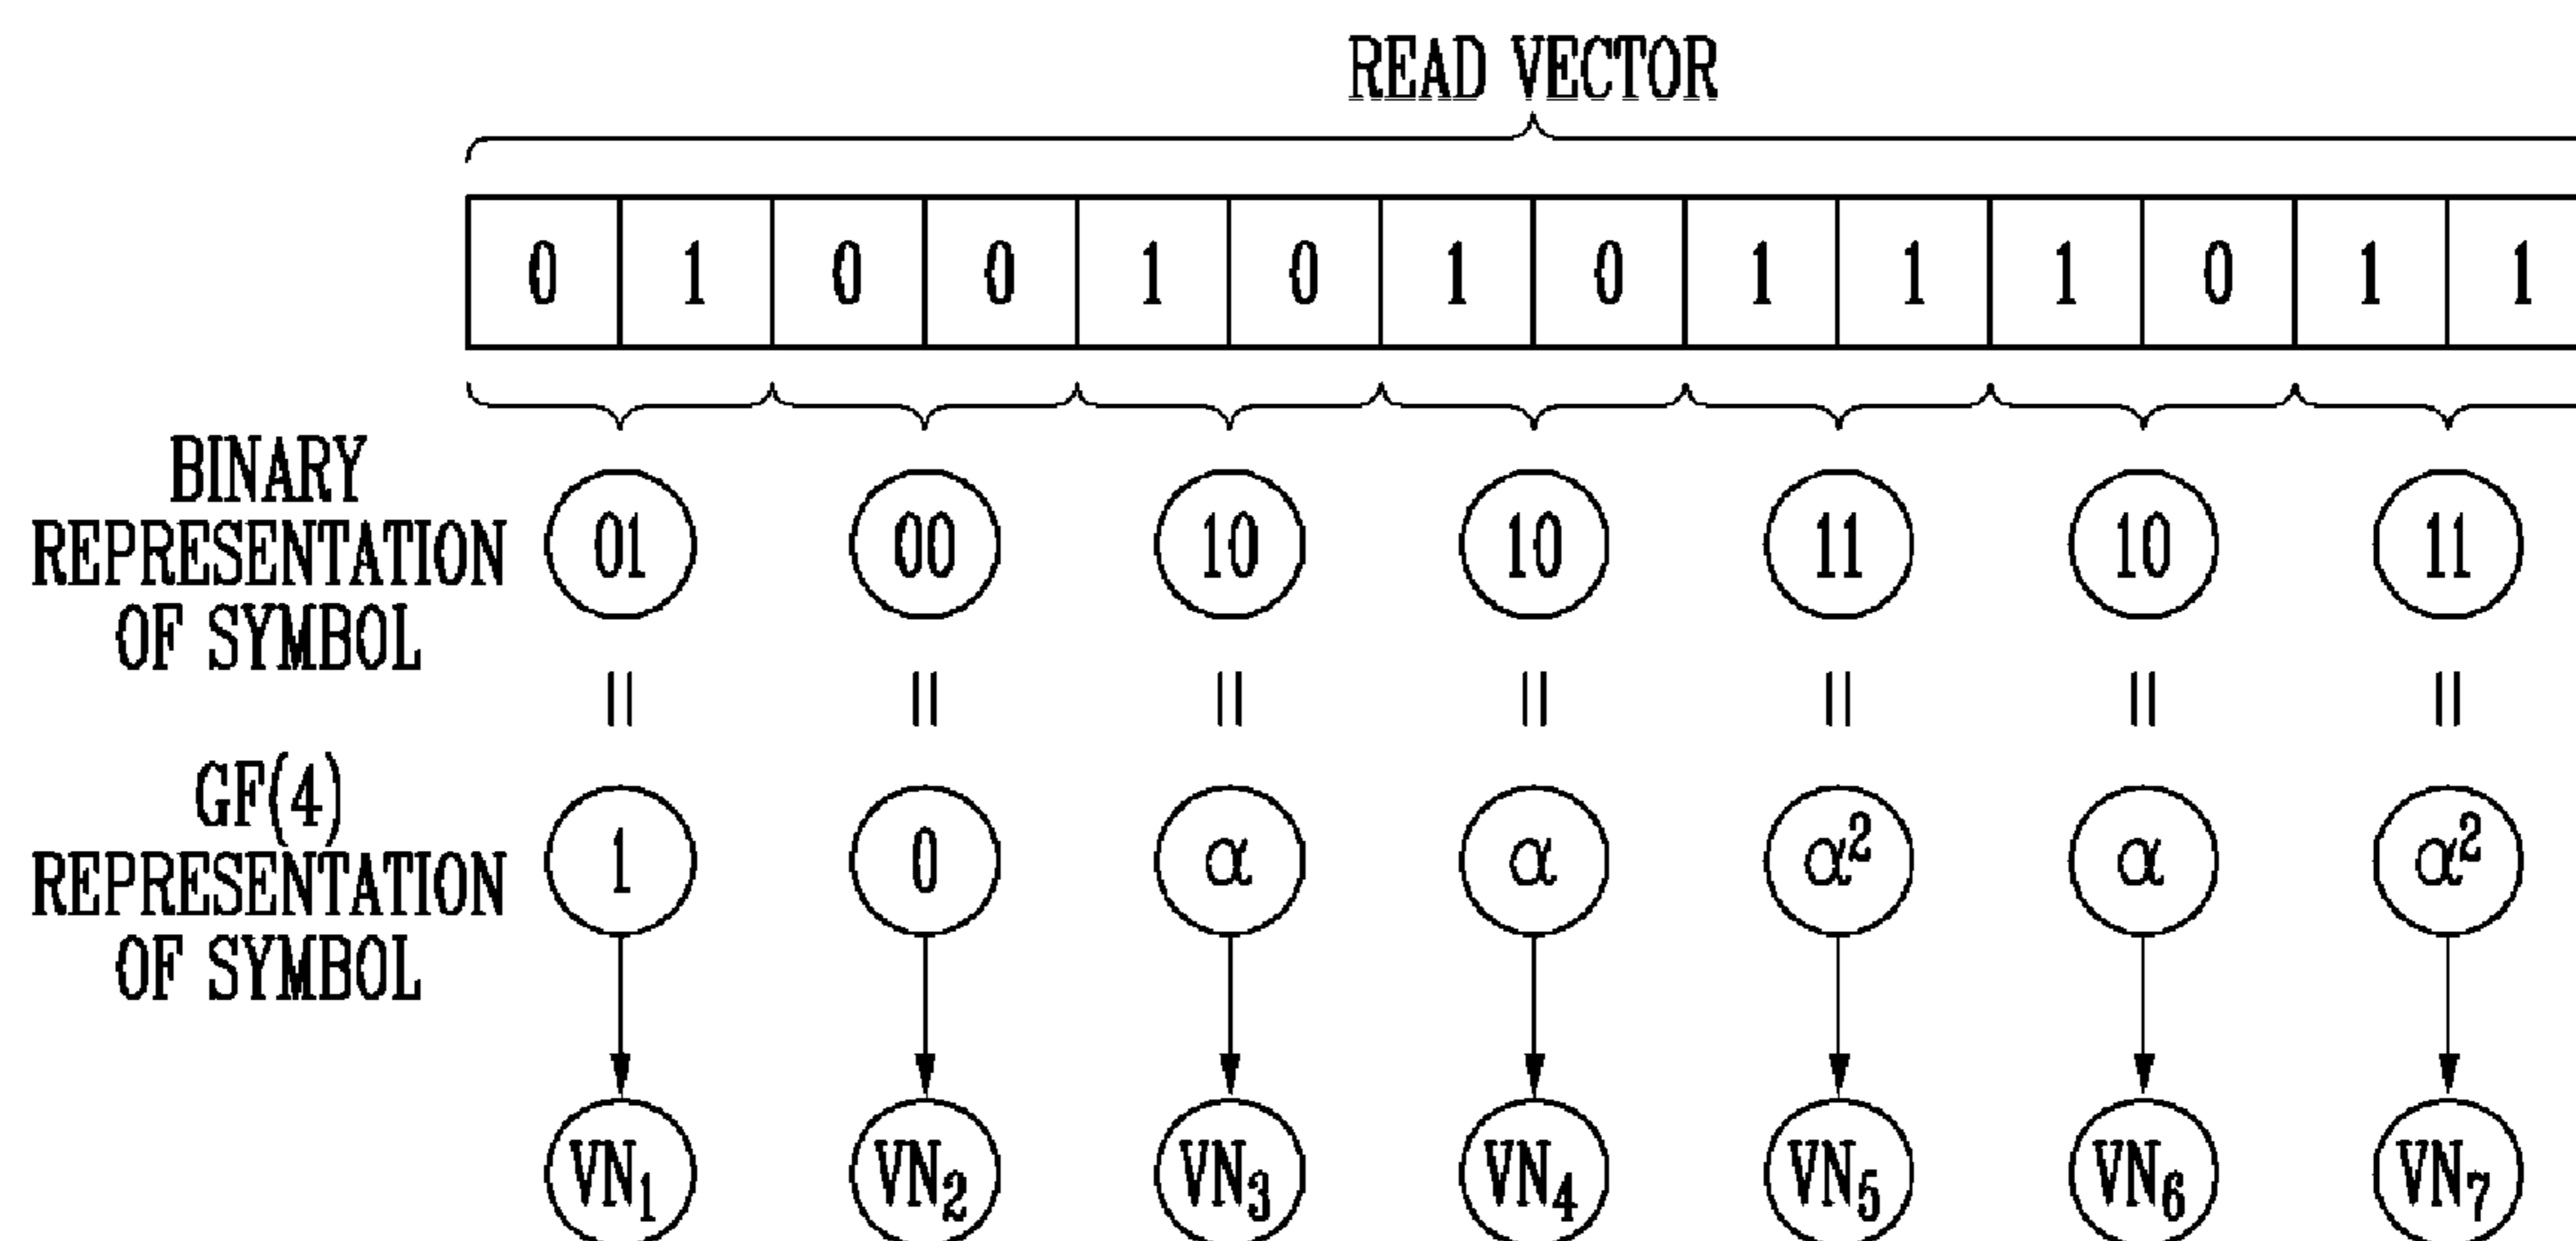 READ VECTOR
0 1 0 0 1 0 1 0 1 1 1 0 1 1
BINARY
REPRESENTATION 01 00 10 10 11 10 11
OF SYMBOL
= = = = = = =
GF(4)
REPRESENTATION 1 0 α α α² α α²
OF SYMBOL
VN₁ VN₂ VN₃ VN₄ VN₅ VN₆ VN₇